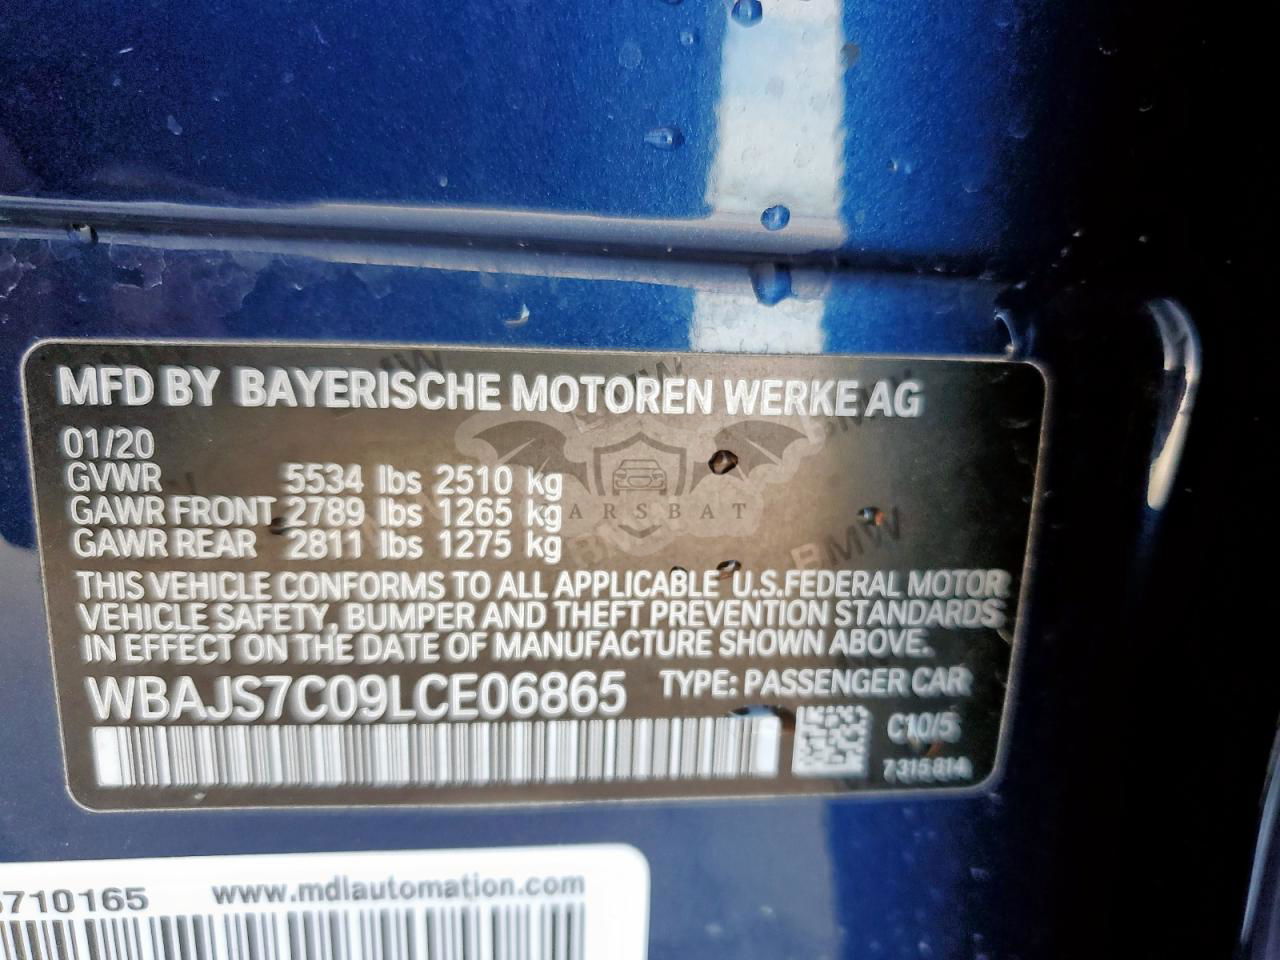 MFD BY BAYERISCHE MOTOREN WERKE AG
01/20
GVWR 5534 lbs 2510 kg
GAWR FRONT 2789 lbs 1265 kg
GAWR REAR 2811 lbs 1275 kg
CARSBAT
THIS VEHICLE CONFORMS TO ALL APPLICABLE U.S.FEDERAL MOTOR
VEHICLE SAFETY, BUMPER AND THEFT PREVENTION STANDARDS
IN EFFECT ON THE DATE OF MANUFACTURE SHOWN ABOVE.
WBAJS7C09LCE06865 TYPE: PASSENGER CAR
C10/5
7315814
710165 www.mdlautomation.com